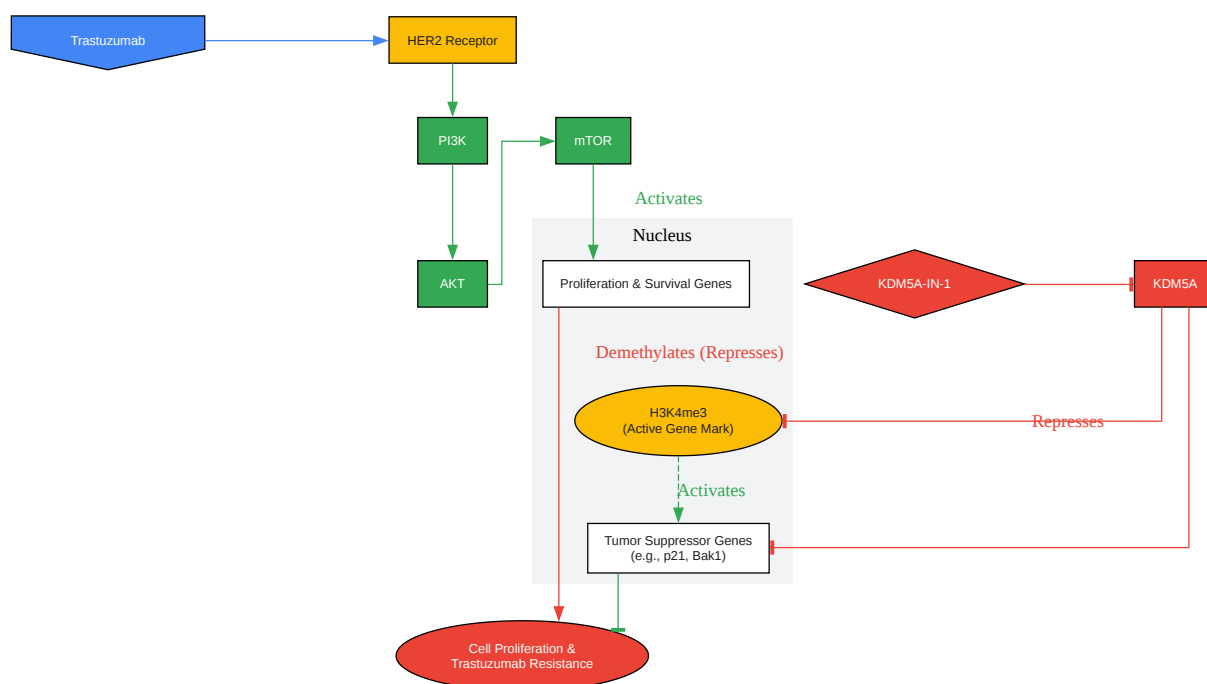 Trastuzumab
HER2 Receptor
PI3K
mTOR
Activates
Nucleus
AKT
Proliferation & Survival Genes
KDM5A-IN-1
KDM5A
Demethylates (Represses)
H3K4me3
(Active Gene Mark)
Represses
Activates
Tumor Suppressor Genes
(e.g., p21, Bak1)
Cell Proliferation &
Trastuzumab Resistance